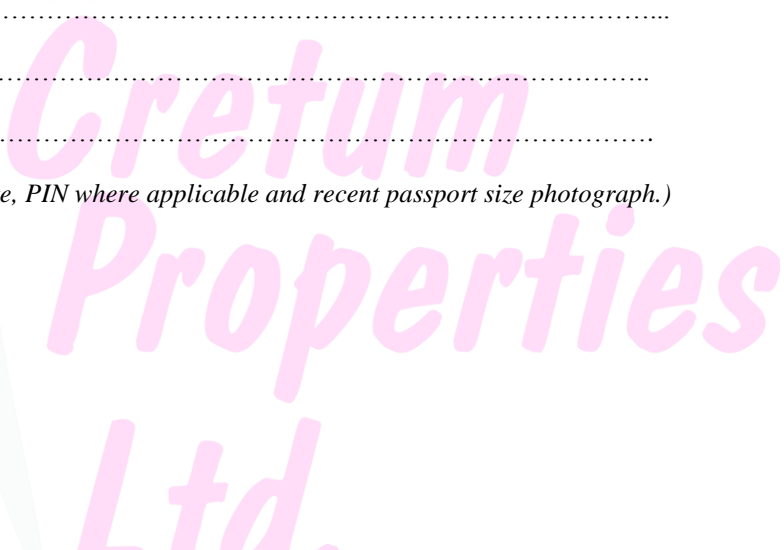 ……………………………………………………………………...
Cretum
…………………………………………………………………..
………………………………………………………………….
e, PIN where applicable and recent passport size photograph.)
Properties
Ltd.